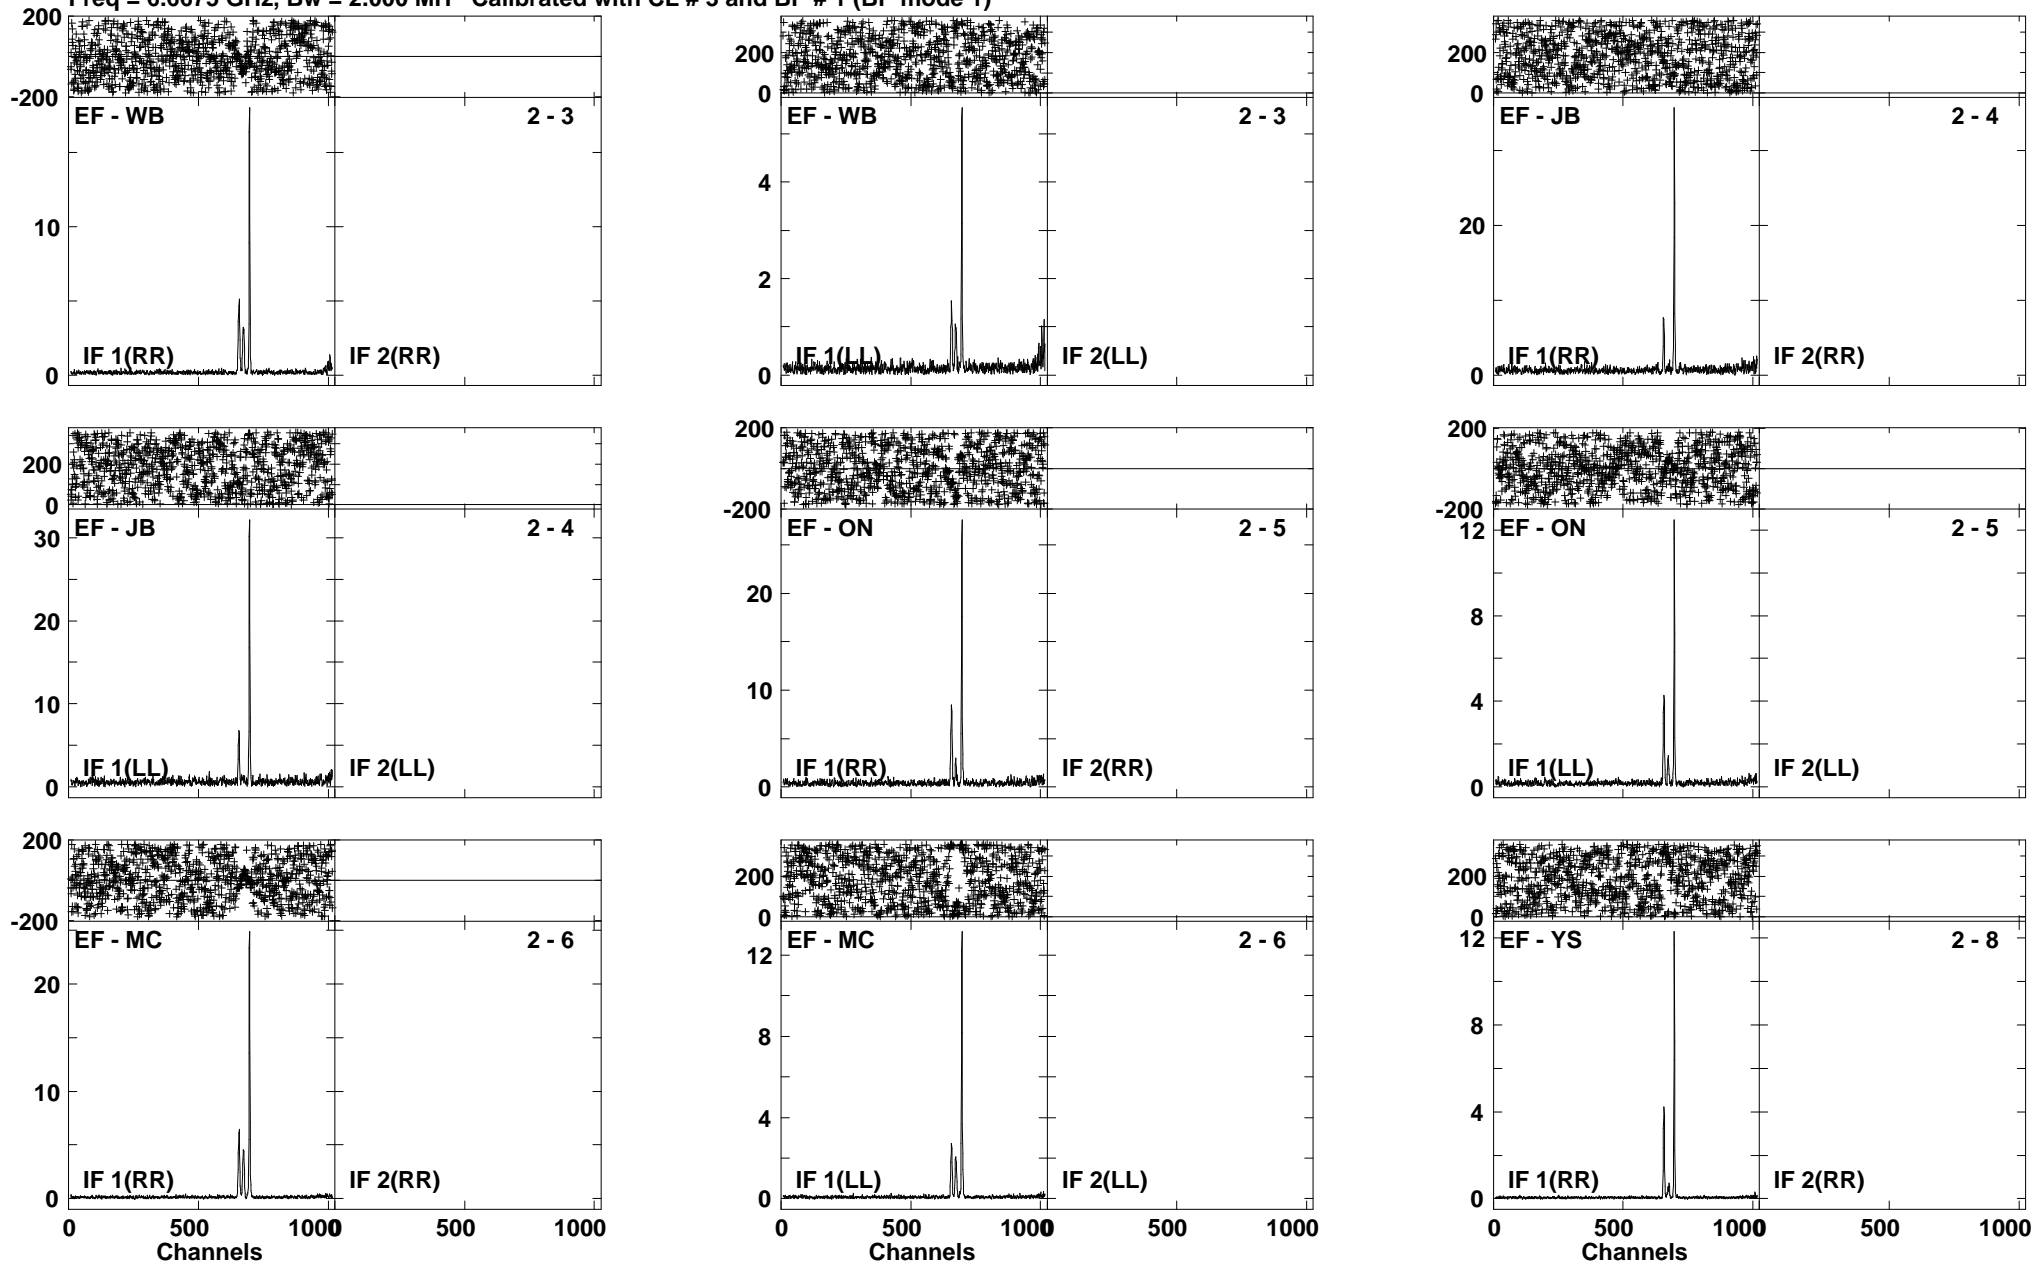 Freq = 6.6675 GHz, Bw = 2.000 MH Calibrated with CL # 3 and BP # 1 (BP mode 1)
200
-200
EF - WB 2 - 3
10
0
IF 1(RR) IF 2(RR)
200
0
EF - WB 2 - 3
4
2
0
IF 1(LL) IF 2(LL)
200
0
EF - JB 2 - 4
20
0
IF 1(RR) IF 2(RR)
200
0
EF - JB 2 - 4
30
20
10
0
IF 1(LL) IF 2(LL)
200
-200
EF - ON 2 - 5
20
10
0
IF 1(RR) IF 2(RR)
200
-200
EF - ON 2 - 5
12
8
4
0
IF 1(LL) IF 2(LL)
200
-200
EF - MC 2 - 6
20
10
0
IF 1(RR) IF 2(RR)
0 500 1000 0 500 1000
Channels
200
0
EF - MC 2 - 6
12
8
4
0
IF 1(LL) IF 2(LL)
0 500 1000 0 500 1000
Channels
200
0
EF - YS 2 - 8
12
8
4
0
IF 1(RR) IF 2(RR)
0 500 1000 0 500 1000
Channels